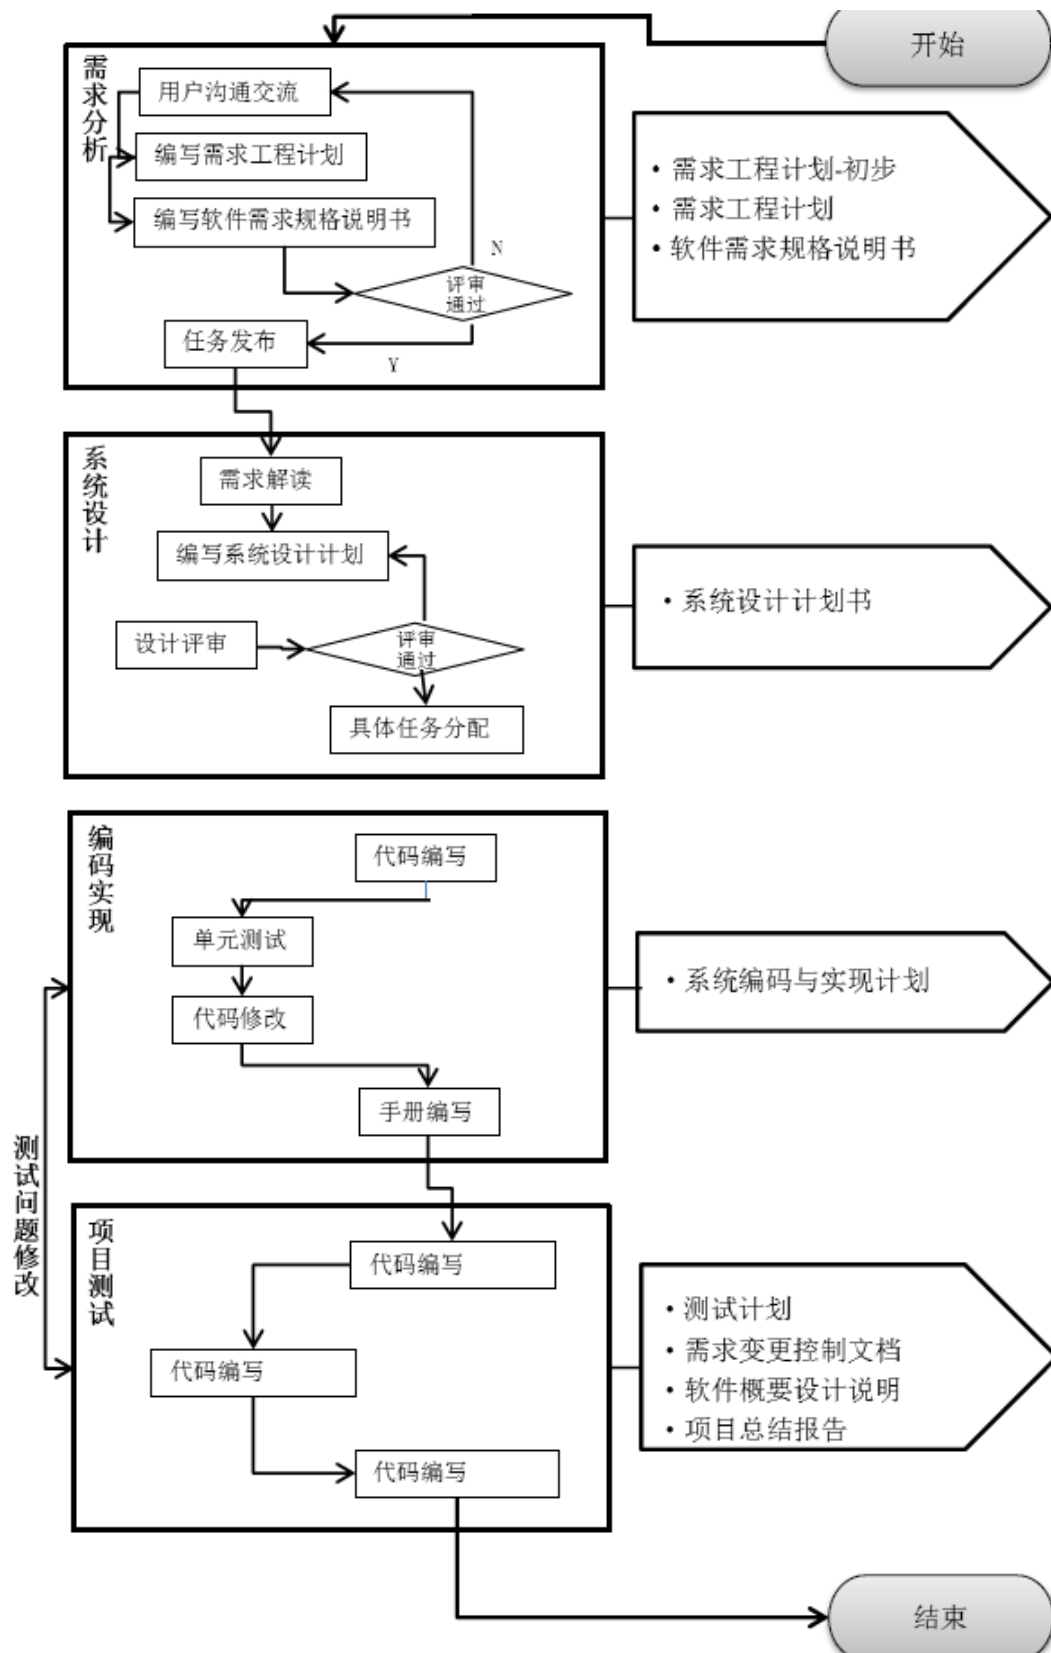 开始
需求分析
用户沟通交流
编写需求工程计划
编写软件需求规格说明书
N
评审
通过
任务发布
Y
• 需求工程计划-初步
• 需求工程计划
• 软件需求规格说明书
系统设计
需求解读
编写系统设计计划
设计评审
评审
通过
具体任务分配
• 系统设计计划书
编码实现
代码编写
单元测试
代码修改
手册编写
• 系统编码与实现计划
测试问题修改
项目测试
代码编写
代码编写
代码编写
• 测试计划
• 需求变更控制文档
• 软件概要设计说明
• 项目总结报告
结束